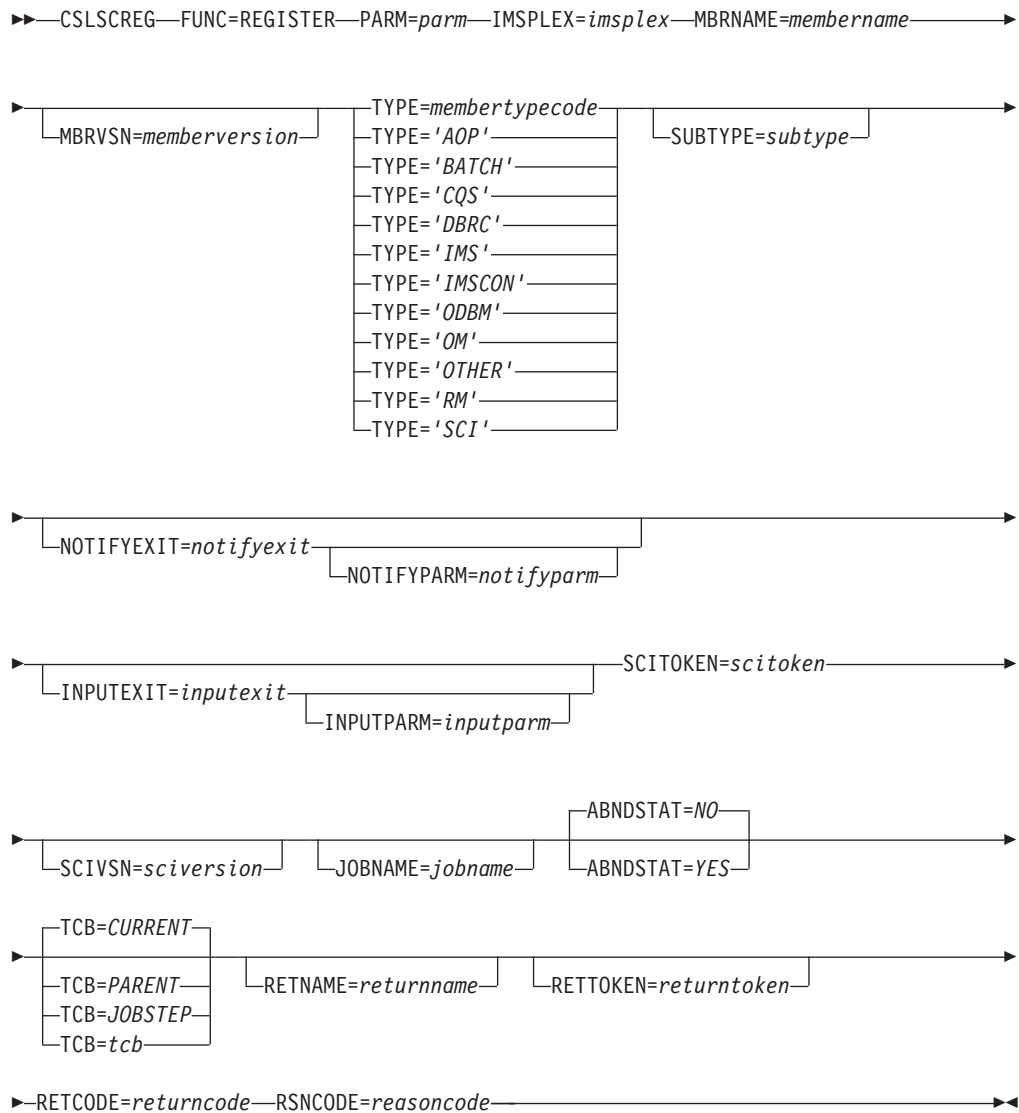 CSLSCREG FUNC=REGISTER PARM=parm IMSPLEX=imsplex MBRNAME=membername
MBRVSN=memberversion
TYPE=membertypecode
TYPE='AOP'
TYPE='BATCH'
TYPE='CQS'
TYPE='DBRC'
TYPE='IMS'
TYPE='IMSCON'
TYPE='ODBM'
TYPE='OM'
TYPE='OTHER'
TYPE='RM'
TYPE='SCI'
SUBTYPE=subtype
NOTIFYEXIT=notifyexit
NOTIFYPARM=notifyparm
INPUTEXIT=inputexit
INPUTPARM=inputparm
SCITOKEN=scitoken
SCIVSN=sciversion
JOBNAME=jobname
ABNDSTAT=NO
ABNDSTAT=YES
TCB=CURRENT
TCB=PARENT
TCB=JOBSTEP
TCB=tcb
RETNAME=returnname
RETTOKEN=returntoken
RETCODE=returncode RSNCODE=reasoncode